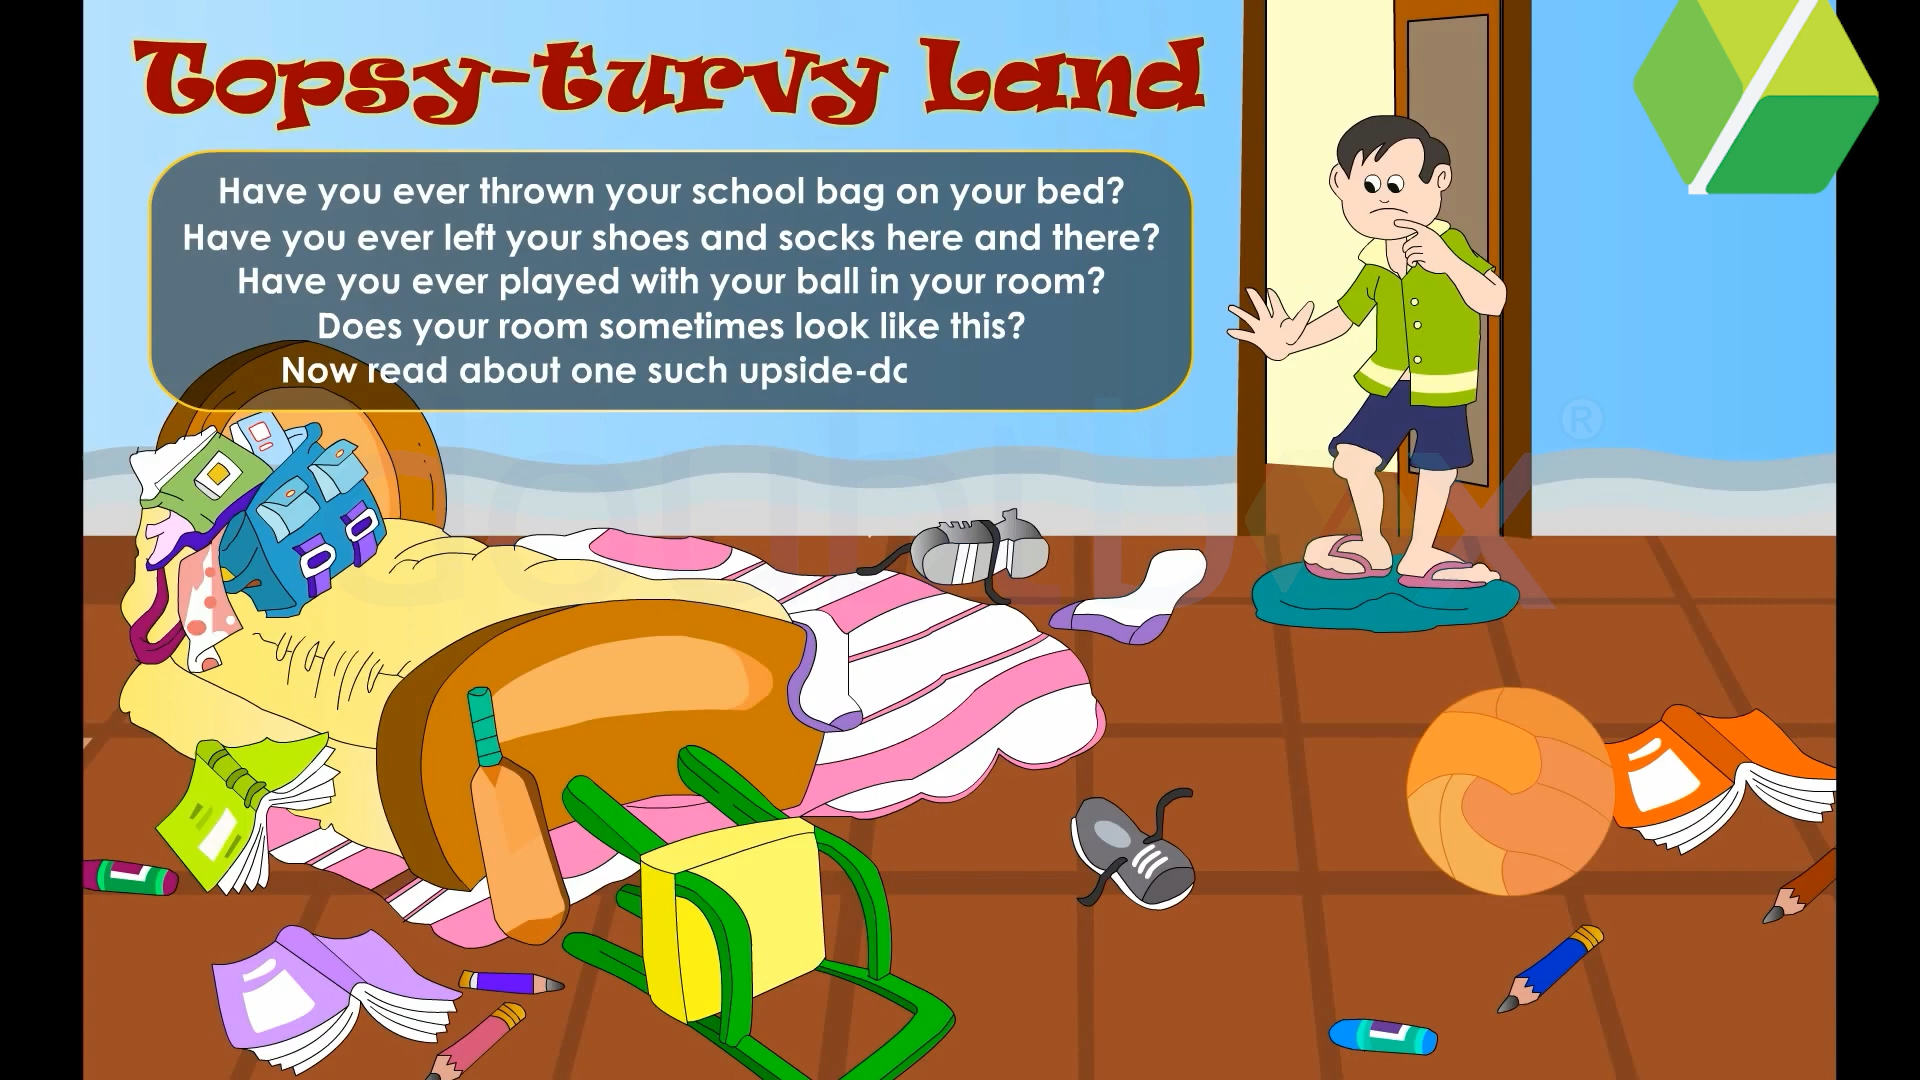 Topsy-turvy Land
Have you ever thrown your school bag on your bed?
Have you ever left your shoes and socks here and there?
Have you ever played with your ball in your room?
Does your room sometimes look like this?
Now read about one such upside-dc
®